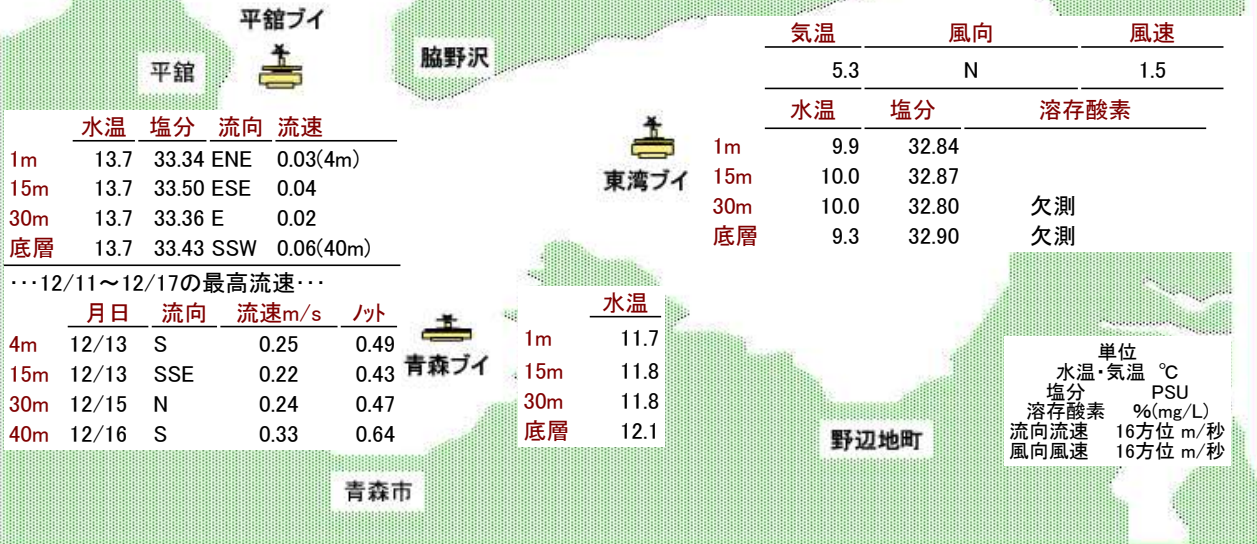 平舘ブイ
平舘
脇野沢
水温 塩分 流向 流速
1m 13.7 33.34 ENE 0.03(4m)
15m 13.7 33.50 ESE 0.04
30m 13.7 33.36 E 0.02
底層 13.7 33.43 SSW 0.06(40m)
･･･12/11～12/17の最高流速･･･
月日 流向 流速m/s ノット
4m 12/13 S 0.25 0.49
15m 12/13 SSE 0.22 0.43
30m 12/15 N 0.24 0.47
40m 12/16 S 0.33 0.64
気温 風向 風速
5.3 N 1.5
水温 塩分 溶存酸素
1m 9.9 32.84
15m 10.0 32.87
30m 10.0 32.80 欠測
底層 9.3 32.90 欠測
東湾ブイ
青森ブイ
水温
1m 11.7
15m 11.8
30m 11.8
底層 12.1
単位
水温･気温 ℃
塩分 PSU
溶存酸素 %(mg/L)
流向流速 16方位 m/秒
風向風速 16方位 m/秒
野辺地町
青森市